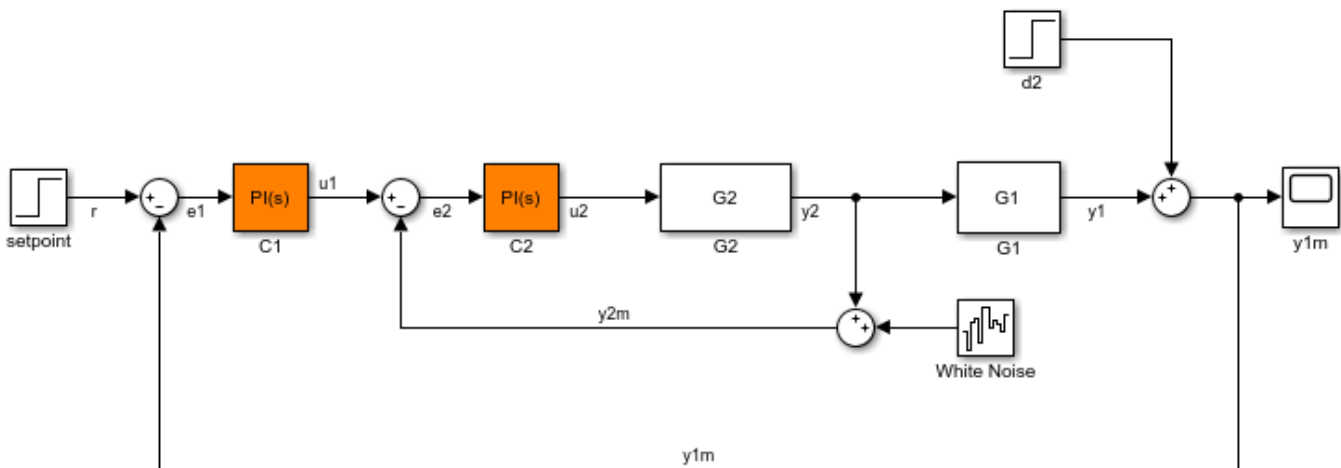 d2
setpoint
r
e1
PI(s)
C1
u1
e2
PI(s)
C2
u2
G2
G2
y2
G1
G1
y1
y1m
y2m
White Noise
y1m